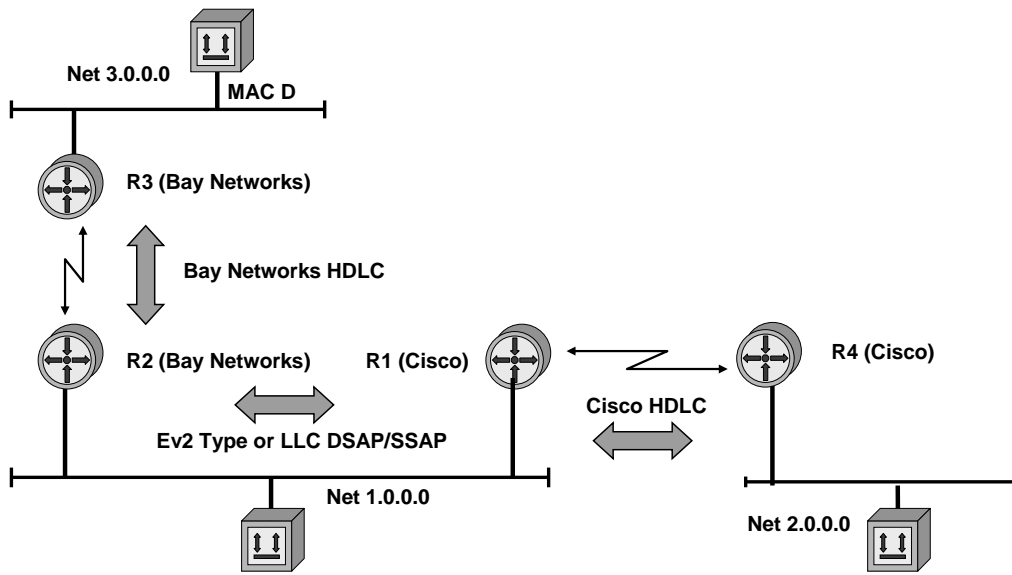 Net 3.0.0.0
MAC D
R3 (Bay Networks)
Bay Networks HDLC
R2 (Bay Networks)
R1 (Cisco)
R4 (Cisco)
Cisco HDLC
Ev2 Type or LLC DSAP/SSAP
Net 1.0.0.0
Net 2.0.0.0